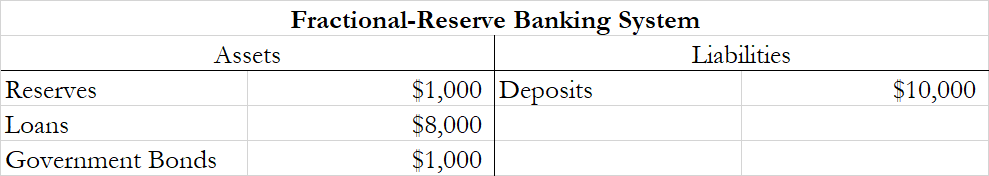 Fractional-Reserve Banking System
Assets Liabilities
Reserves $1,000 Deposits $10,000
Loans $8,000
Government Bonds $1,000